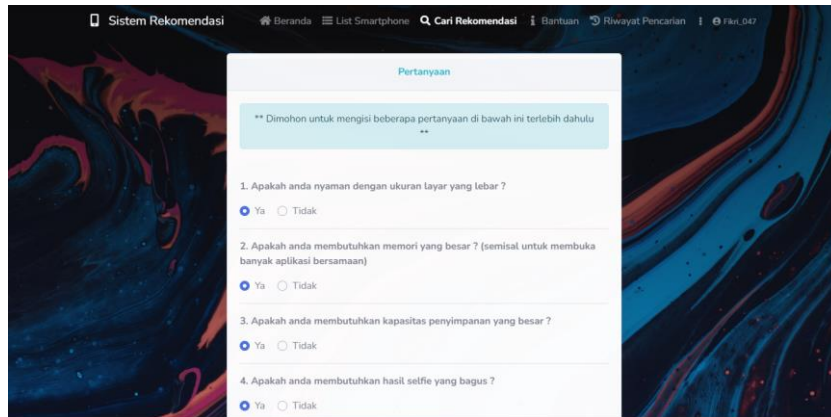 Sistem Rekomendasi Beranda List Smartphone Cari Rekomendasi Bantuan Riwayat Pencarian Fikri_047
Pertanyaan
** Dimohon untuk mengisi beberapa pertanyaan di bawah ini terlebih dahulu
**
1. Apakah anda nyaman dengan ukuran layar yang lebar ?
Ya Tidak
2. Apakah anda membutuhkan memori yang besar ? (semisal untuk membuka
banyak aplikasi bersamaan)
Ya Tidak
3. Apakah anda membutuhkan kapasitas penyimpanan yang besar ?
Ya Tidak
4. Apakah anda membutuhkan hasil selfie yang bagus ?
Ya Tidak